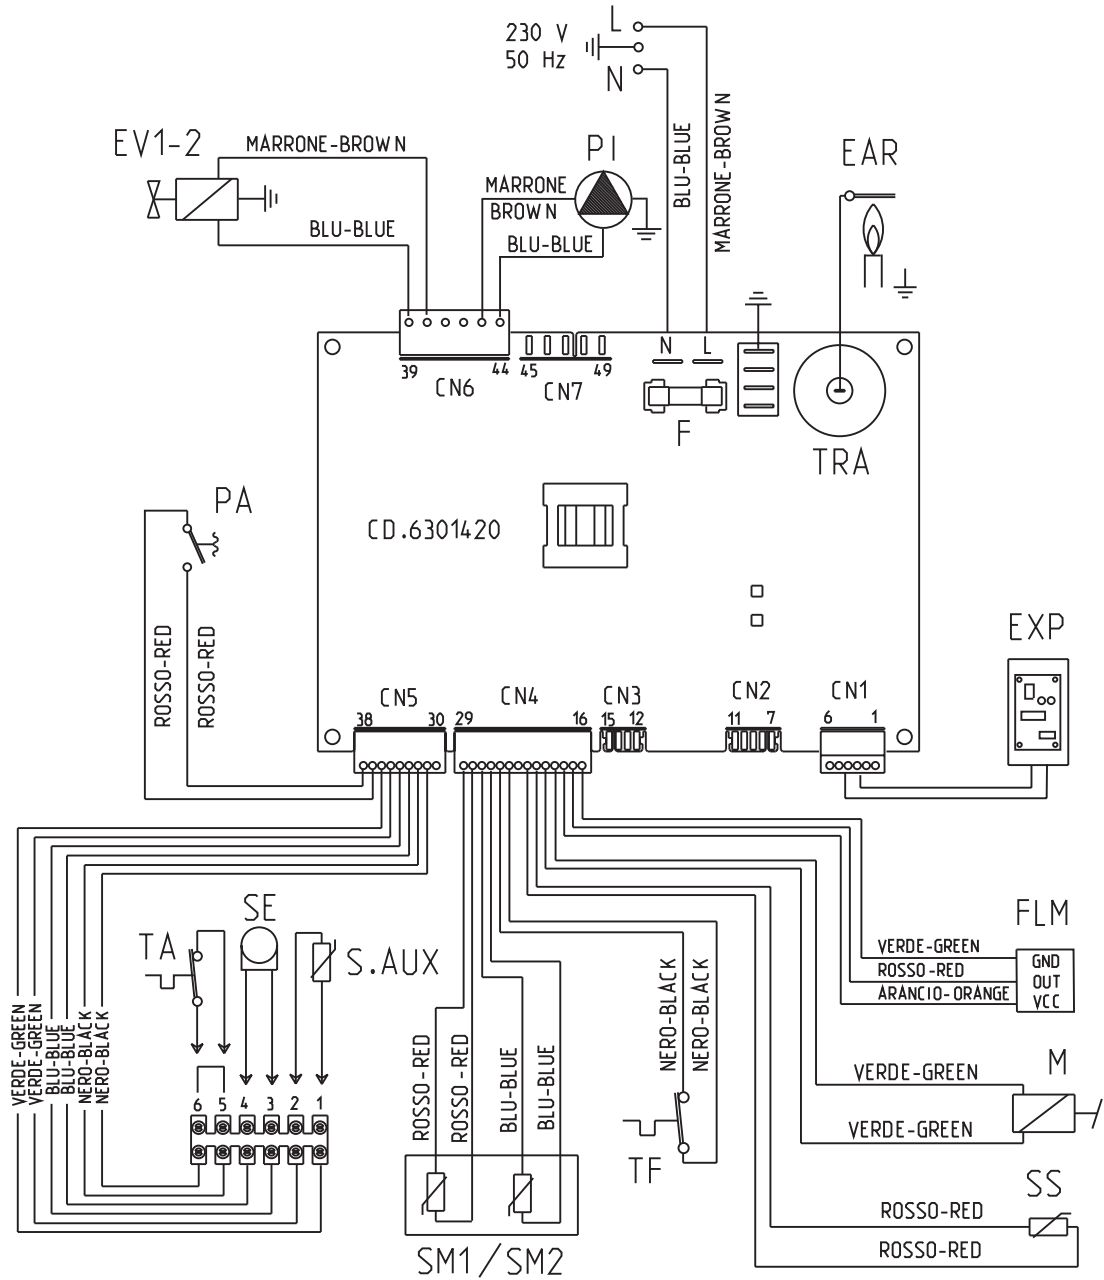 230 V
50 Hz
L
N
EV1-2
MARRONE-BROWN
BLU-BLUE
PI
MARRONE
BROWN
BLU-BLUE
BLU-BLUE
MARRONE-BROWN
EAR
39
44
CN6
45
49
CN7
N
L
F
TRA
PA
CD.6301420
ROSSO-RED
ROSSO-RED
EXP
CN5
38
30
CN4
29
16
CN3
15
12
CN2
11
7
CN1
6
1
VERDE-GREEN
VERDE-GREEN
BLU-BLUE
BLU-BLUE
NERO-BLACK
NERO-BLACK
TA
SE
S.AUX
6
5
4
3
2
1
ROSSO-RED
ROSSO-RED
BLU-BLUE
BLU-BLUE
SM1/SM2
NERO-BLACK
NERO-BLACK
TF
FLM
VERDE-GREEN
ROSSO-RED
ARANCIO-ORANGE
GND
OUT
VCC
M
VERDE-GREEN
VERDE-GREEN
SS
ROSSO-RED
ROSSO-RED